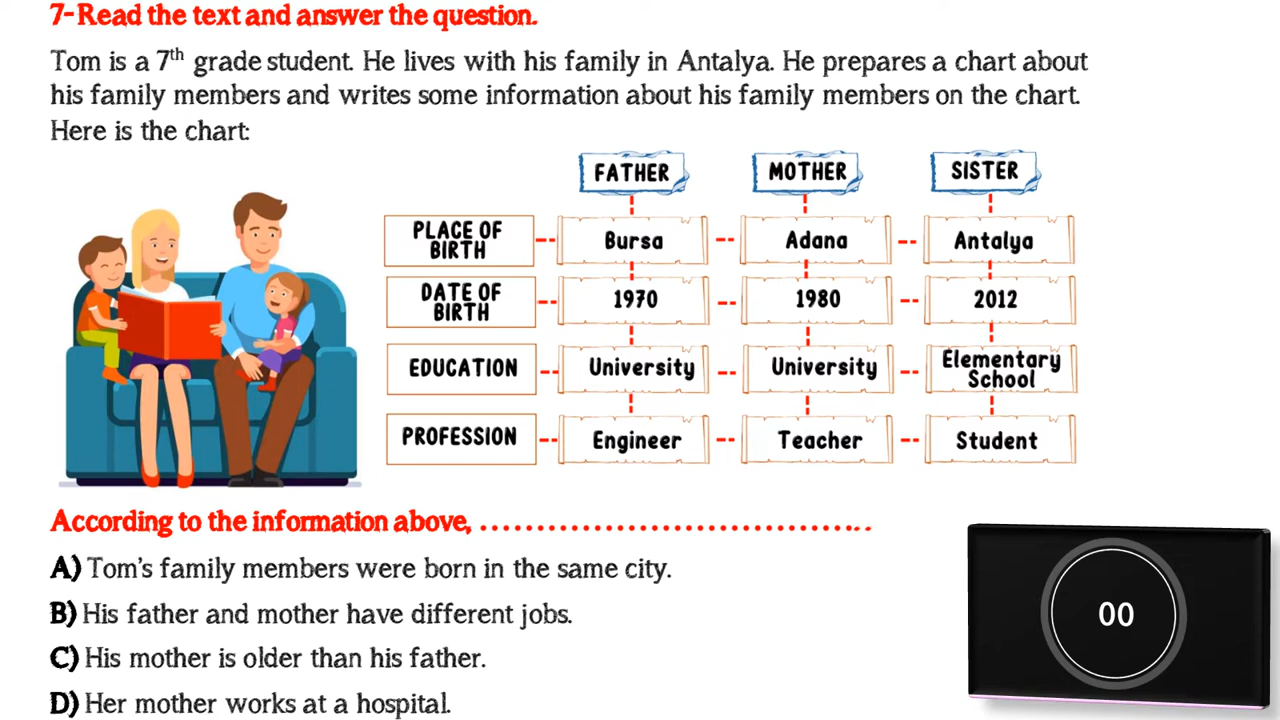 7-Read the text and answer the question.
Tom is a 7th grade student. He lives with his family in Antalya. He prepares a chart about
his family members and writes some information about his family members on the chart.
Here is the chart:
FATHER MOTHER SISTER
PLACE OF BIRTH Bursa Adana Antalya
DATE OF BIRTH 1970 1980 2012
EDUCATION University University Elementary School
PROFESSION Engineer Teacher Student
According to the information above, ....................................
A) Tom's family members were born in the same city.
B) His father and mother have different jobs.
C) His mother is older than his father.
D) Her mother works at a hospital.
00